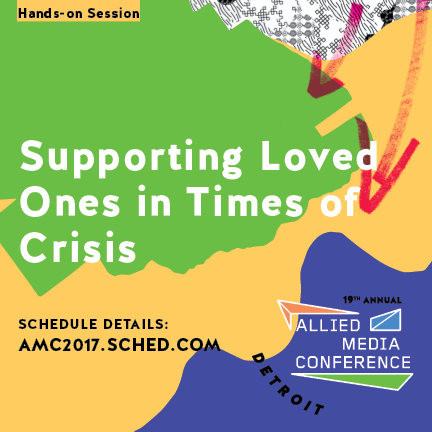 Hands-on Session
Supporting Loved
Ones in Times of
Crisis
SCHEDULE DETAILS:
AMC2017.SCHED.COM
19TH ANNUAL
ALLIED
MEDIA
CONFERENCE
DETROIT